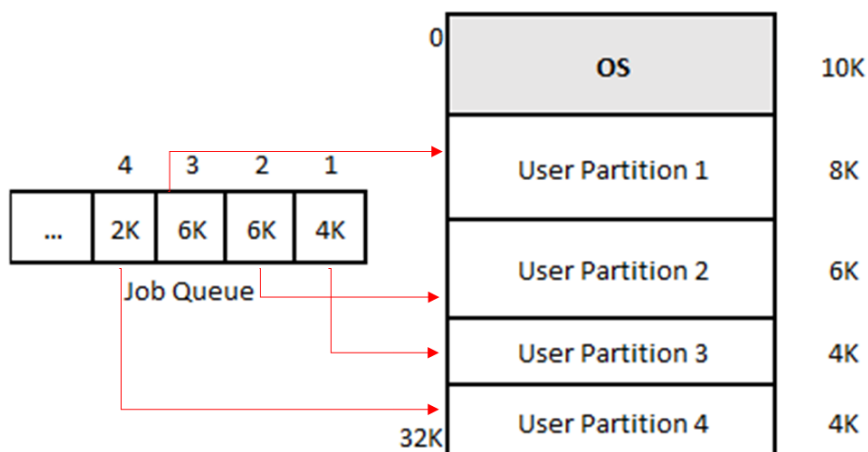 0
OS
10K
4 3 2 1
User Partition 1
8K
... 2K 6K 6K 4K
Job Queue
User Partition 2
6K
User Partition 3
4K
User Partition 4
4K
32K